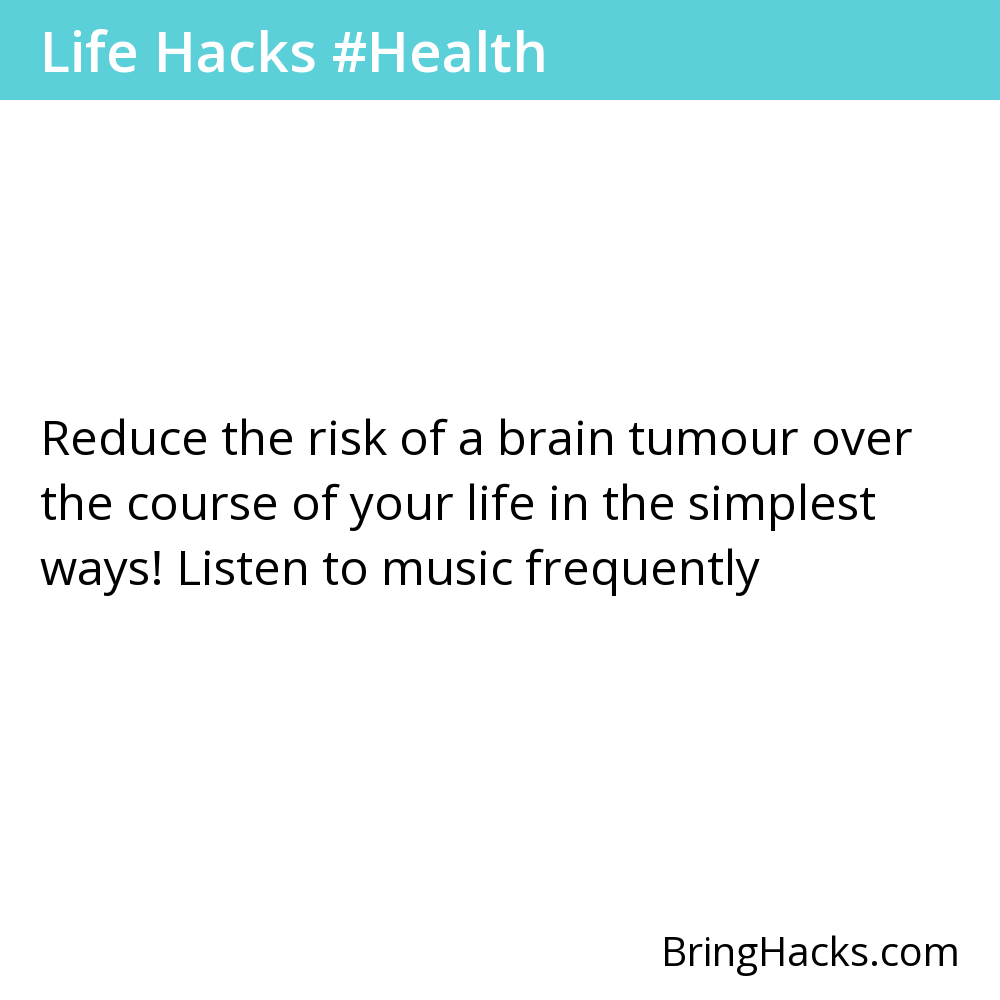 Life Hacks #Health
Reduce the risk of a brain tumour over
the course of your life in the simplest
ways! Listen to music frequently
BringHacks.com